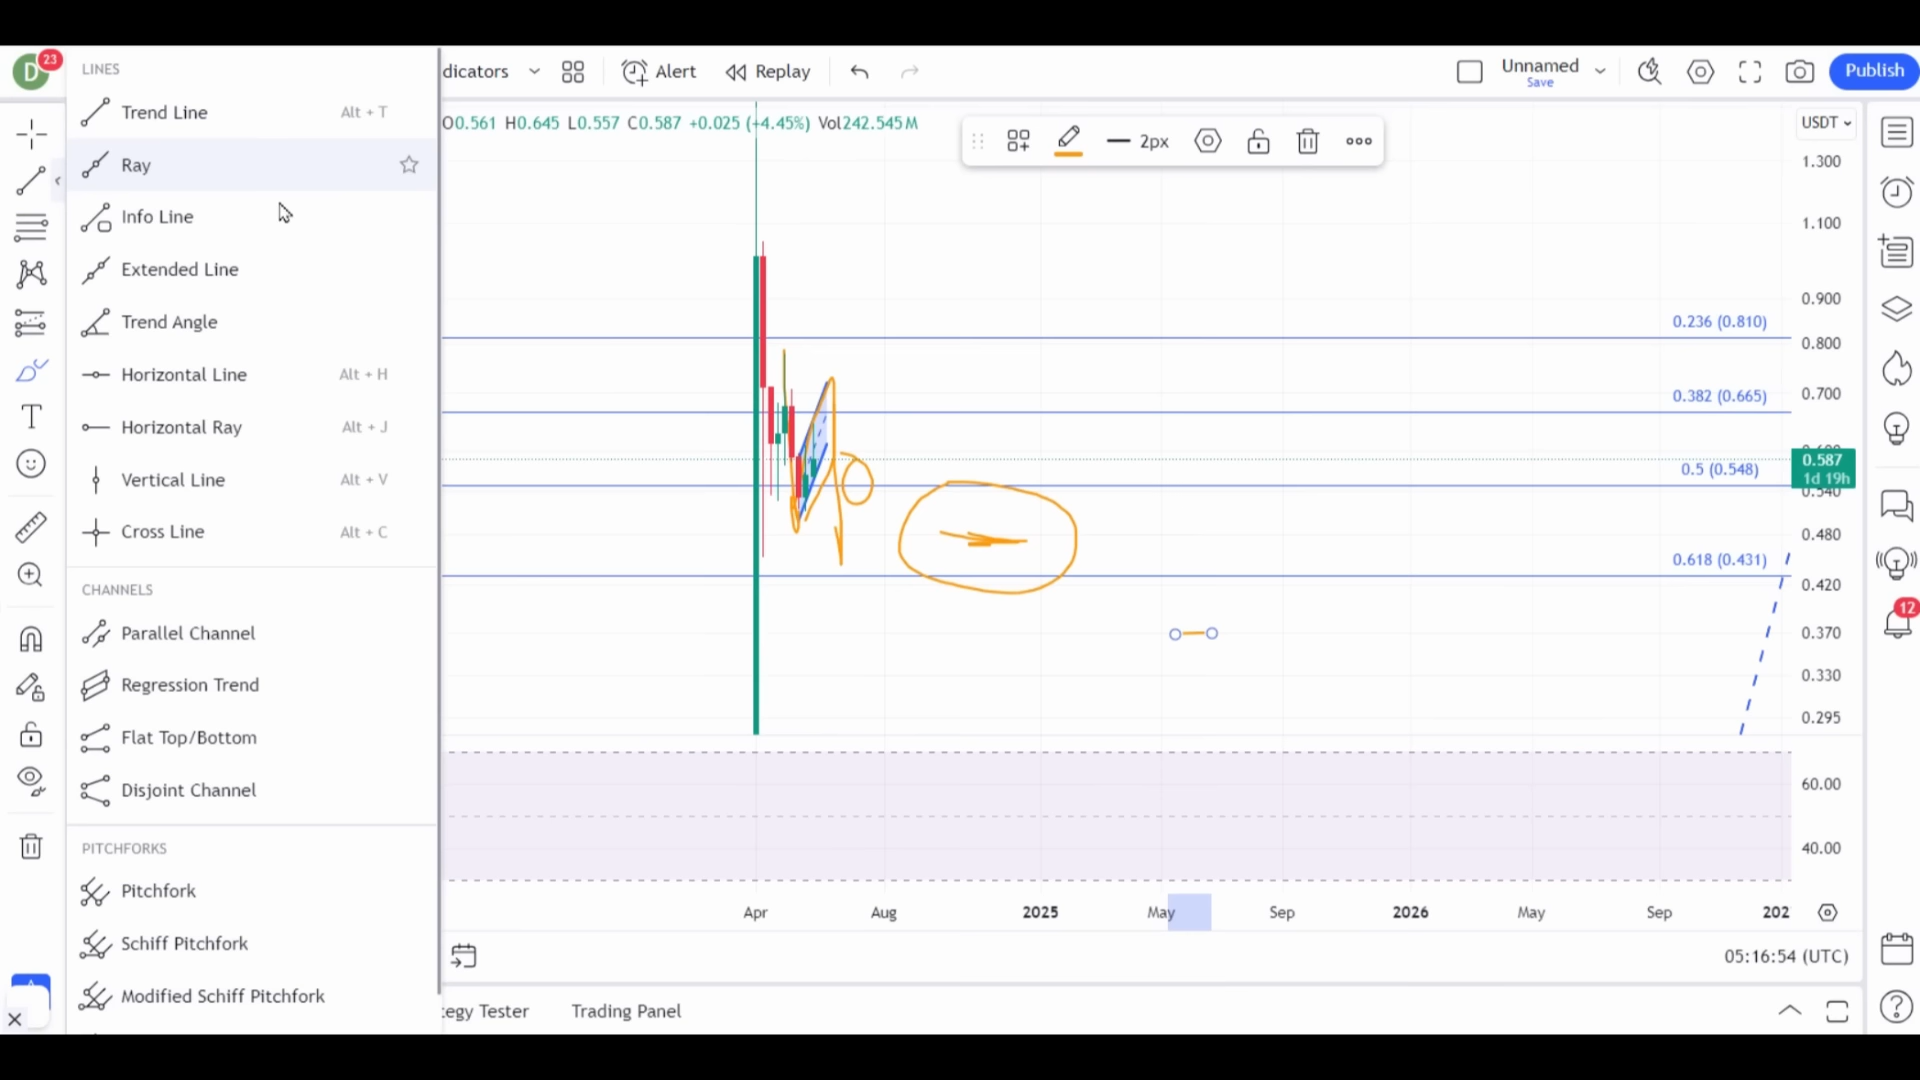 D
23
LINES
Trend Line Alt + T
Ray
Info Line
Extended Line
Trend Angle
Horizontal Line Alt + H
Horizontal Ray Alt + J
Vertical Line Alt + V
Cross Line Alt + C
CHANNELS
Parallel Channel
Regression Trend
Flat Top/Bottom
Disjoint Channel
PITCHFORKS
Pitchfork
Schiff Pitchfork
Modified Schiff Pitchfork
dicators Alert Replay
Unnamed
Save
Publish
O0.561 H0.645 L0.557 C0.587 +0.025 (+4.45%) Vol242.545M
2px
USDT
1.300
1.100
0.900
0.236 (0.810)
0.800
0.382 (0.665)
0.700
0.587
1d 19h
0.5 (0.548)
0.540
0.480
0.618 (0.431)
0.420
0.370
0.330
0.295
60.00
40.00
12
Apr Aug 2025 May Sep 2026 May Sep 202
05:16:54 (UTC)
tegy Tester Trading Panel